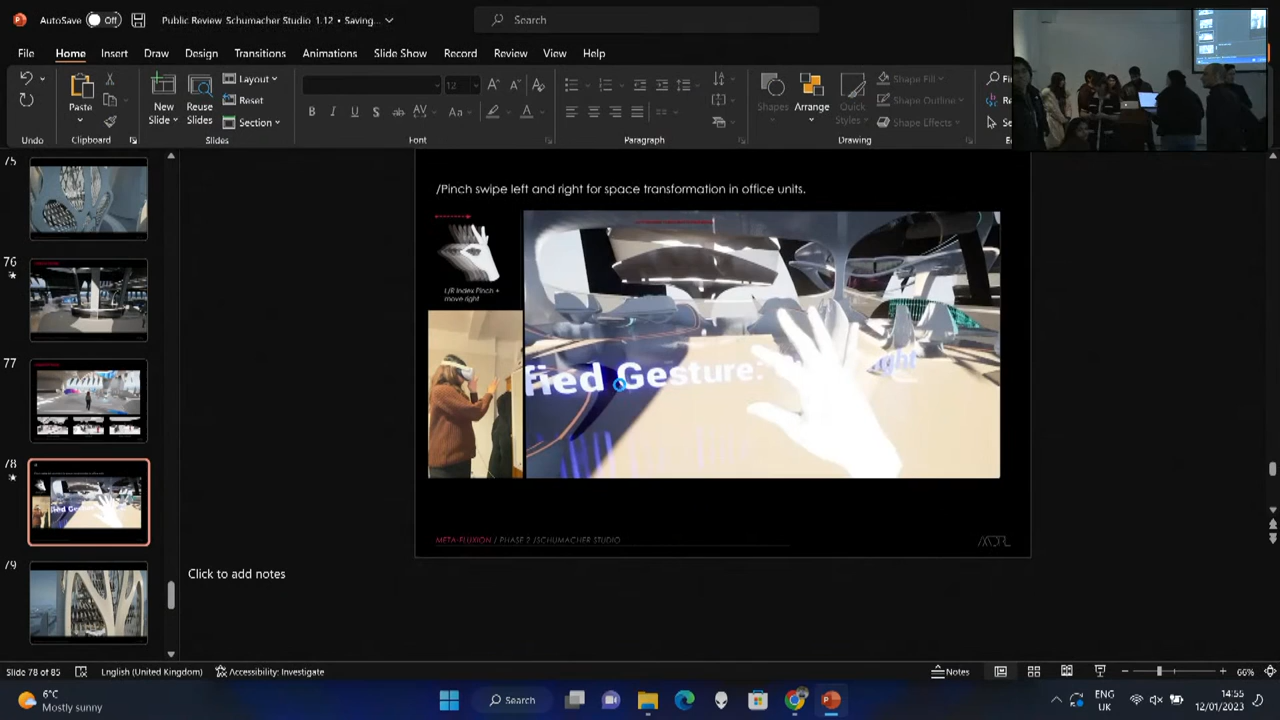 AutoSave
Off
Public Review_Schumacher Studio_1.12 • Saving...
Search
File
Home
Insert
Draw
Design
Transitions
Animations
Slide Show
Record
Review
View
Help
Undo
Paste
Clipboard
New
Slide
Reuse
Slides
Layout
Reset
Section
Slides
12
Font
Paragraph
Shapes
Arrange
Quick
Styles
Shape Fill
Shape Outline
Shape Effects
Drawing
75
76
77
78
79
/Pinch swipe left and right for space transformation in office units.
L/R Index Pinch +
move right
fied Gesture:
META-FLUXION / PHASE 2 /SCHUMACHER STUDIO
Click to add notes
Slide 78 of 85
English (United Kingdom)
Accessibility: Investigate
Notes
66%
6°C
Mostly sunny
Search
ENG
UK
14:55
12/01/2023